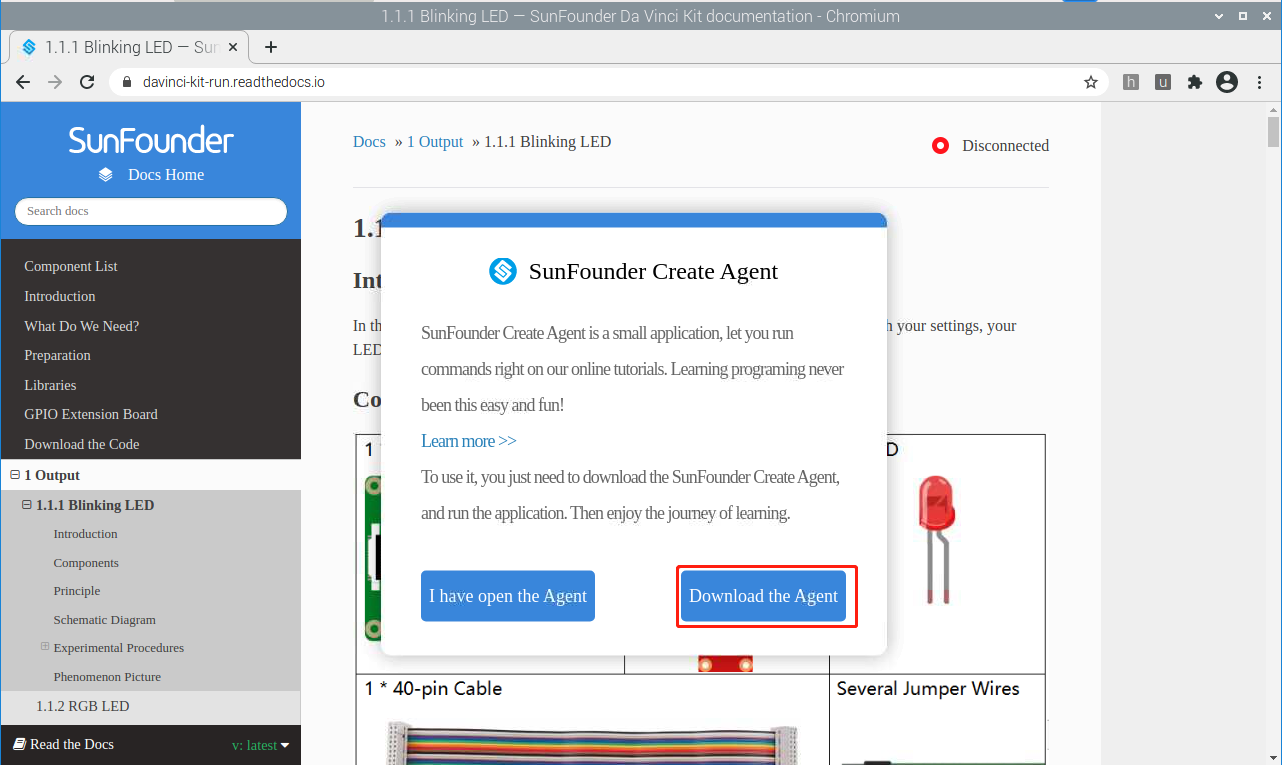 1.1.1 Blinking LED — SunFounder Da Vinci Kit documentation - Chromium
1.1.1 Blinking LED — Sun
davinci-kit-run.readthedocs.io
h
u
SunFounder
Docs Home
Search docs
Component List
Introduction
What Do We Need?
Preparation
Libraries
GPIO Extension Board
Download the Code
1 Output
1.1.1 Blinking LED
Introduction
Components
Principle
Schematic Diagram
Experimental Procedures
Phenomenon Picture
1.1.2 RGB LED
Read the Docs
v: latest
Docs » 1 Output » 1.1.1 Blinking LED
Disconnected
1.1
Int
In th
h your settings, your
LED
Co
1 *
D
SunFounder Create Agent
SunFounder Create Agent is a small application, let you run
commands right on our online tutorials. Learning programing never
been this easy and fun!
Learn more >>
To use it, you just need to download the SunFounder Create Agent,
and run the application. Then enjoy the journey of learning.
I have open the Agent
Download the Agent
1 * 40-pin Cable
Several Jumper Wires